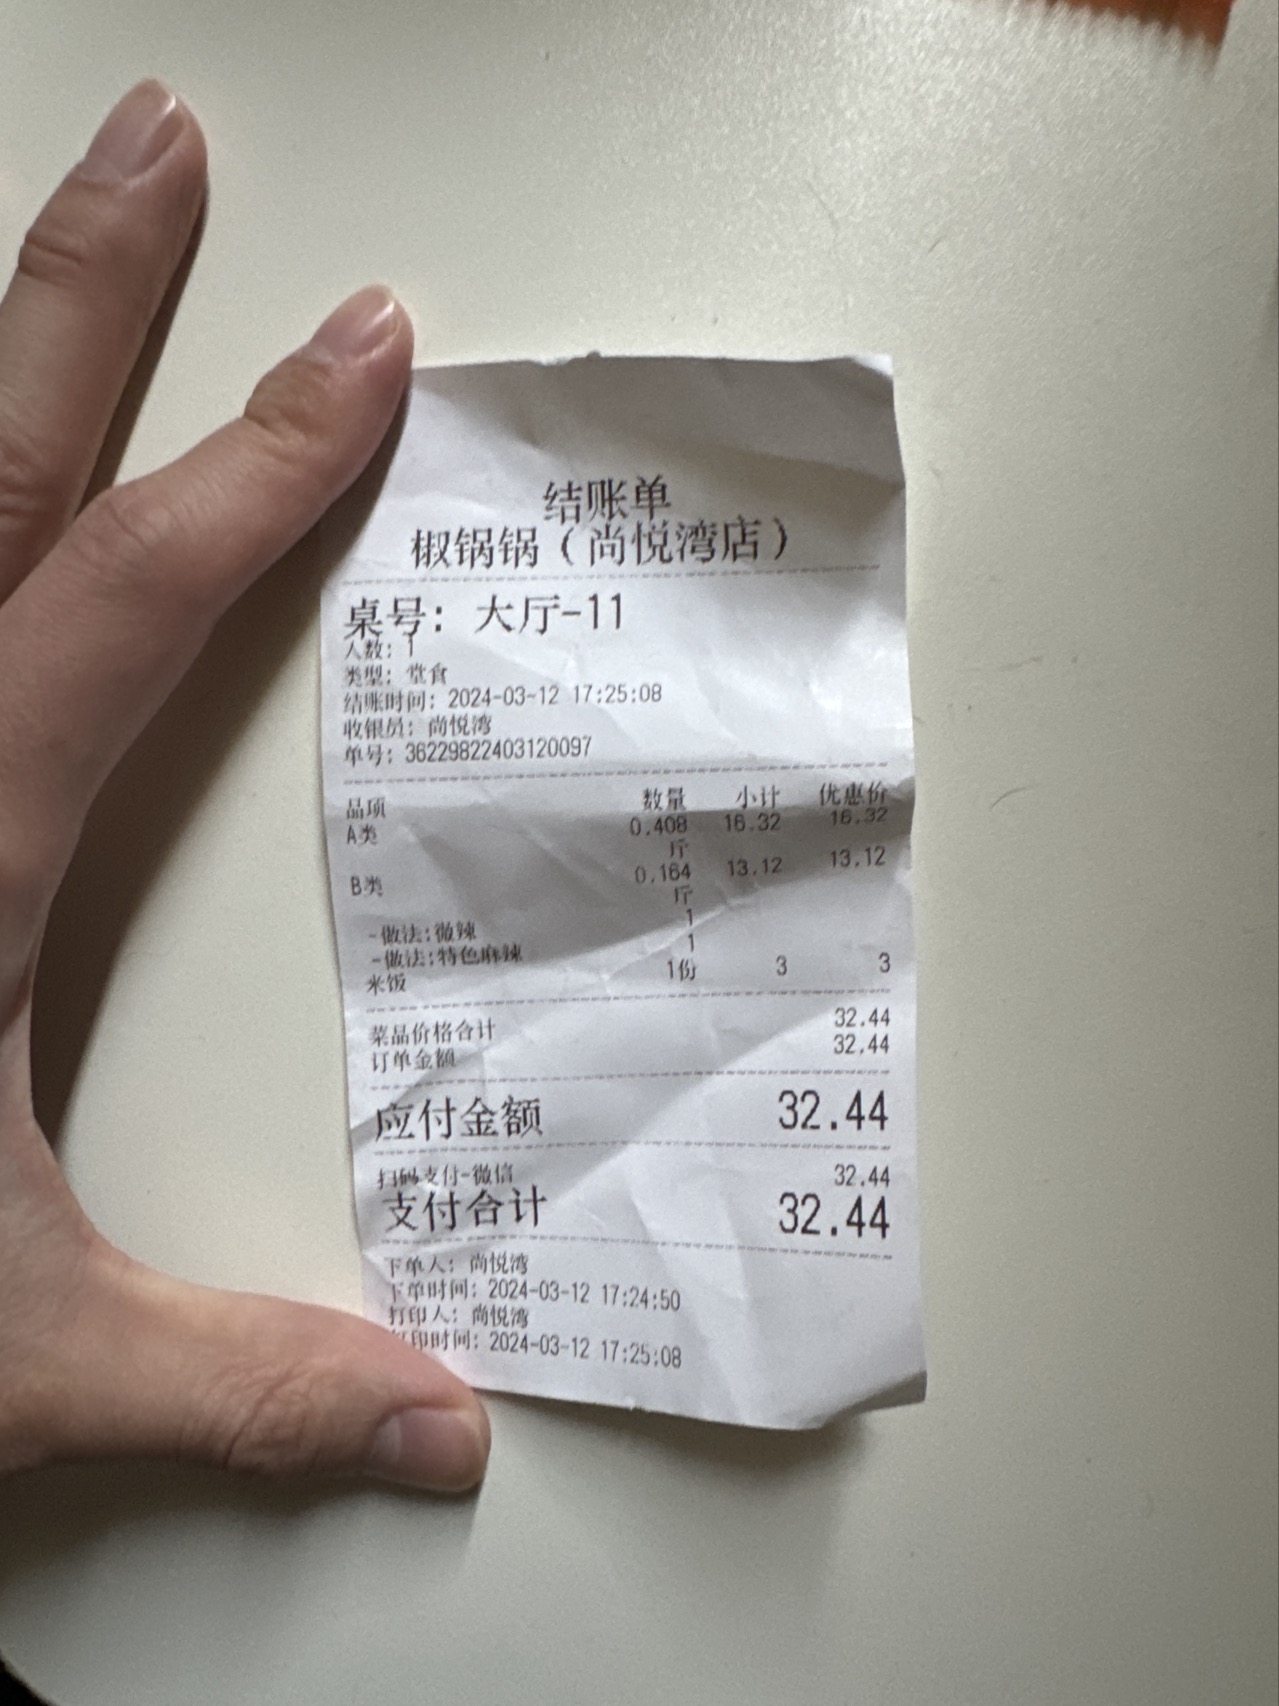 结账单
椒锅锅（尚悦湾店）
桌号: 大厅-11
人数: 1
类型: 堂食
结账时间: 2024-03-12 17:25:08
收银员: 尚悦湾
单号: 36229822403120097
品项 数量 小计 优惠价
A类 0.408 16.32 16.32
斤
B类 0.164 13.12 13.12
斤
-做法:微辣 1
-做法:特色麻辣 1
米饭 1份 3 3
菜品价格合计 32.44
订单金额 32.44
应付金额 32.44
扫码支付-微信 32.44
支付合计 32.44
下单人: 尚悦湾
下单时间: 2024-03-12 17:24:50
打印人: 尚悦湾
打印时间: 2024-03-12 17:25:08